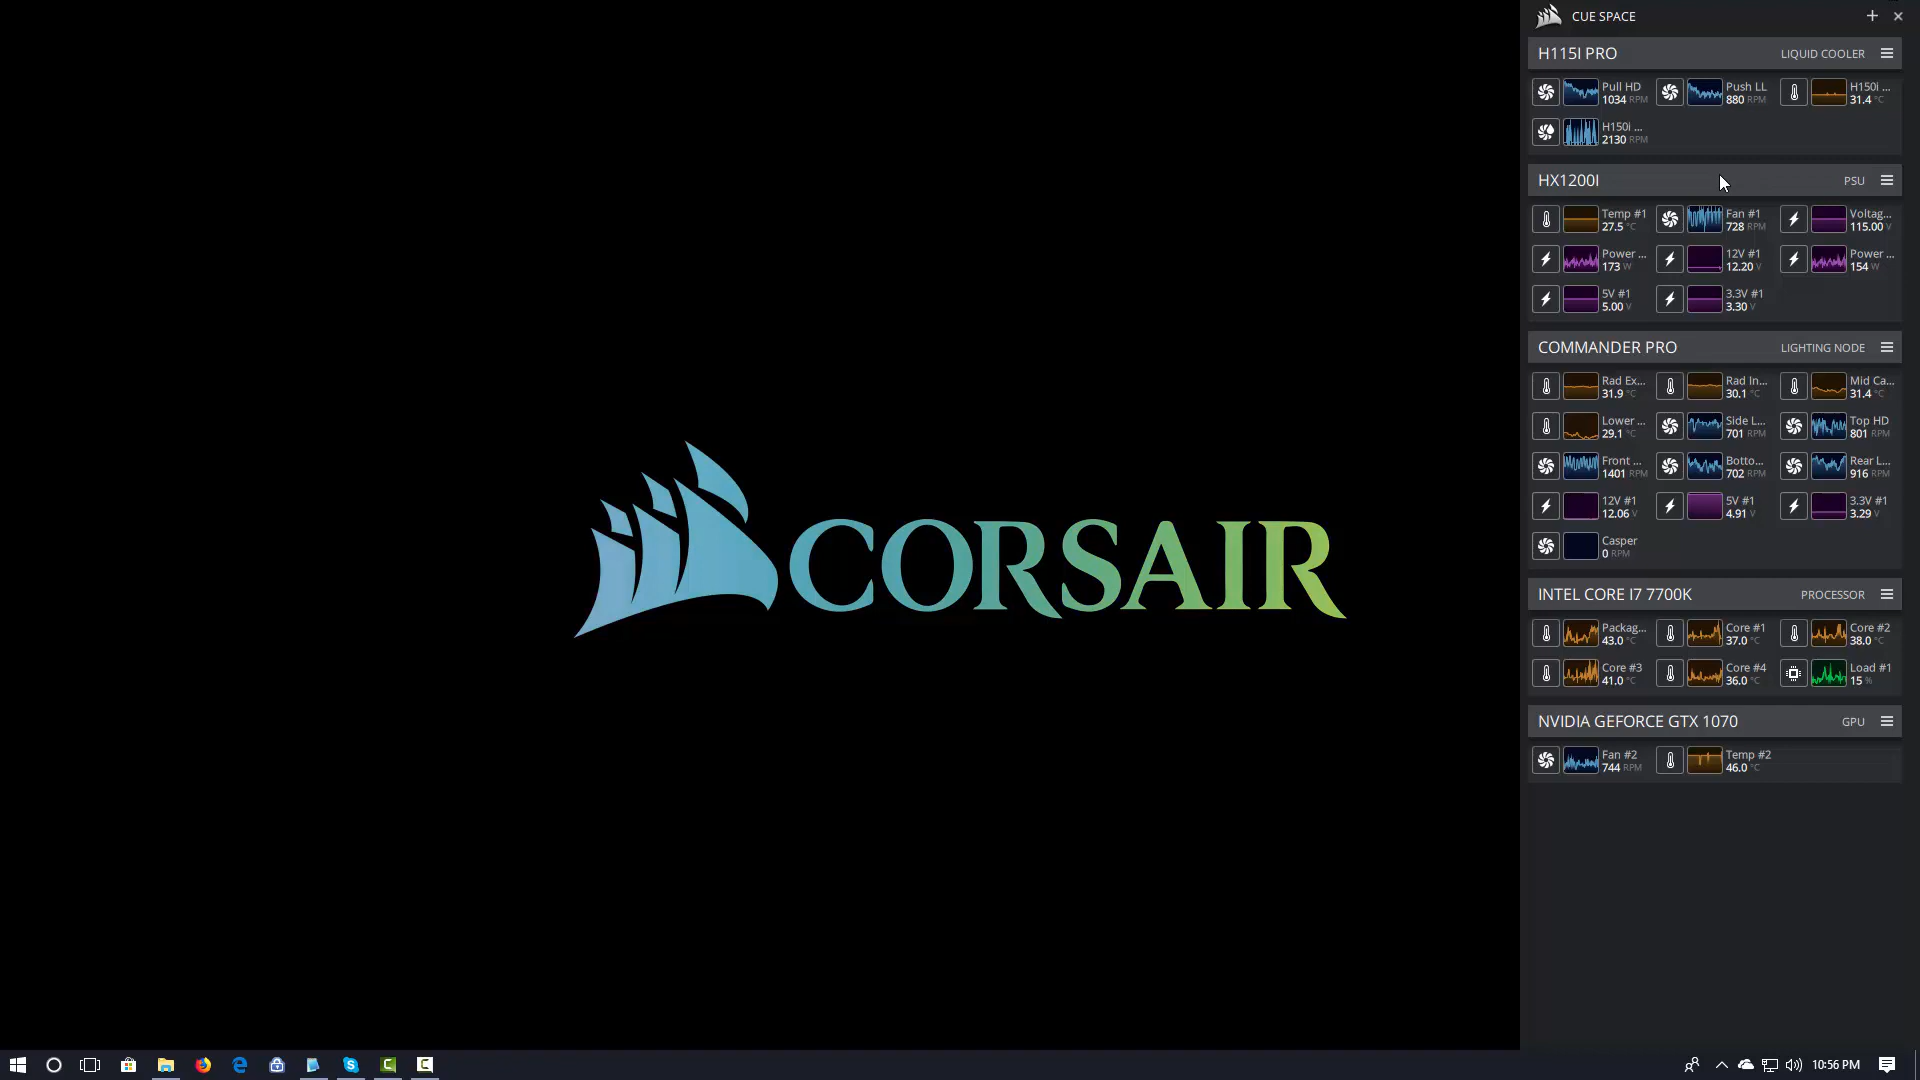 CUE SPACE
H115I PRO LIQUID COOLER
Pull HD Push LL H150i ...
1034 RPM 880 RPM 31.4 °C
H150i ...
2130 RPM
HX1200I PSU
Temp #1 Fan #1 Voltag...
27.5 °C 728 RPM 115.00 V
Power ... 12V #1 Power ...
173 W 12.20 V 154 W
5V #1 3.3V #1
5.00 V 3.30 V
COMMANDER PRO LIGHTING NODE
Rad Ex... Rad In... Mid Ca...
31.9 °C 30.1 °C 31.4 °C
Lower ... Side L... Top HD
29.1 °C 701 RPM 801 RPM
Front ... Botto... Rear L...
1401 RPM 702 RPM 916 RPM
12V #1 5V #1 3.3V #1
12.06 V 4.91 V 3.29 V
Casper
0 RPM
INTEL CORE I7 7700K PROCESSOR
Packag... Core #1 Core #2
43.0 °C 37.0 °C 38.0 °C
Core #3 Core #4 Load #1
41.0 °C 36.0 °C 15 %
NVIDIA GEFORCE GTX 1070 GPU
Fan #2 Temp #2
744 RPM 46.0 °C
CORSAIR
10:56 PM